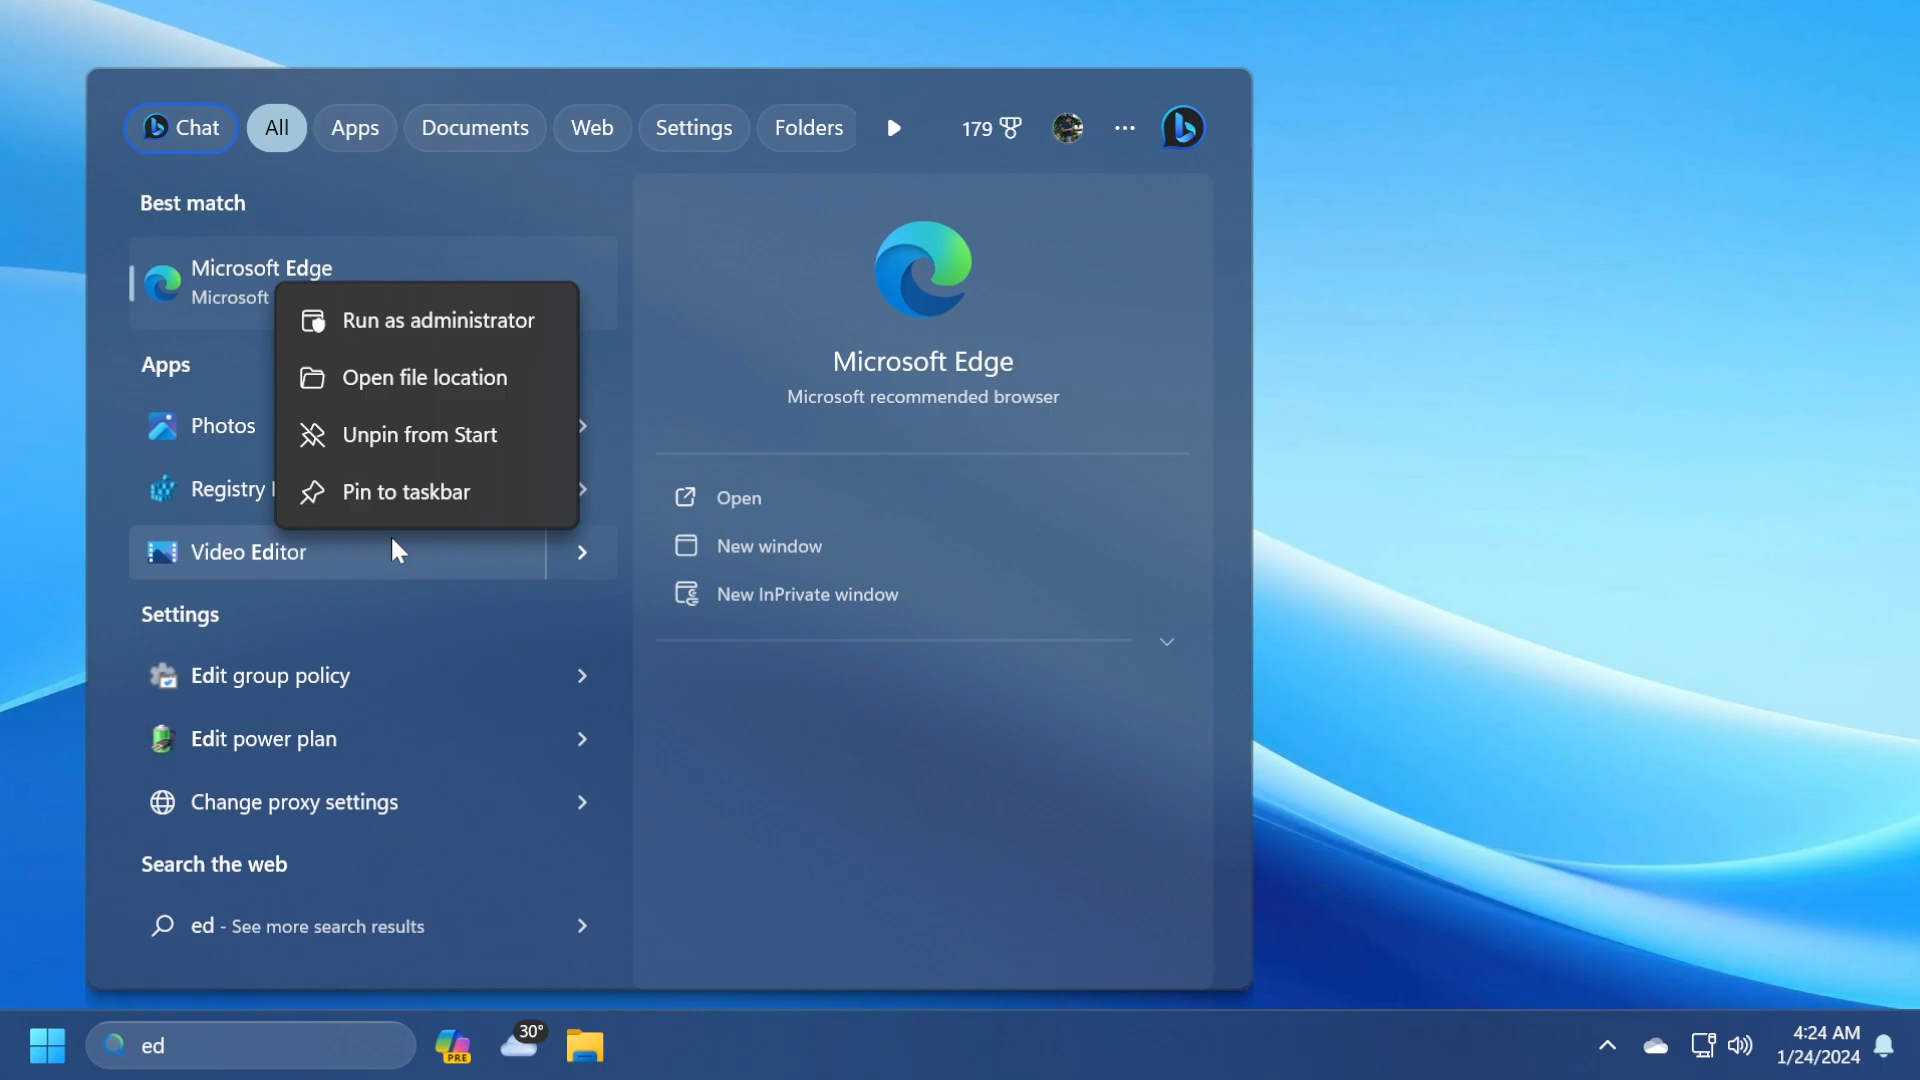 Chat All Apps Documents Web Settings Folders 179
Best match
Microsoft Edge
Microsoft
Run as administrator
Open file location
Unpin from Start
Pin to taskbar
Apps
Photos
Registry
Video Editor
Settings
Edit group policy
Edit power plan
Change proxy settings
Search the web
ed - See more search results
Microsoft Edge
Microsoft recommended browser
Open
New window
New InPrivate window
ed
PRE
30°
4:24 AM
1/24/2024